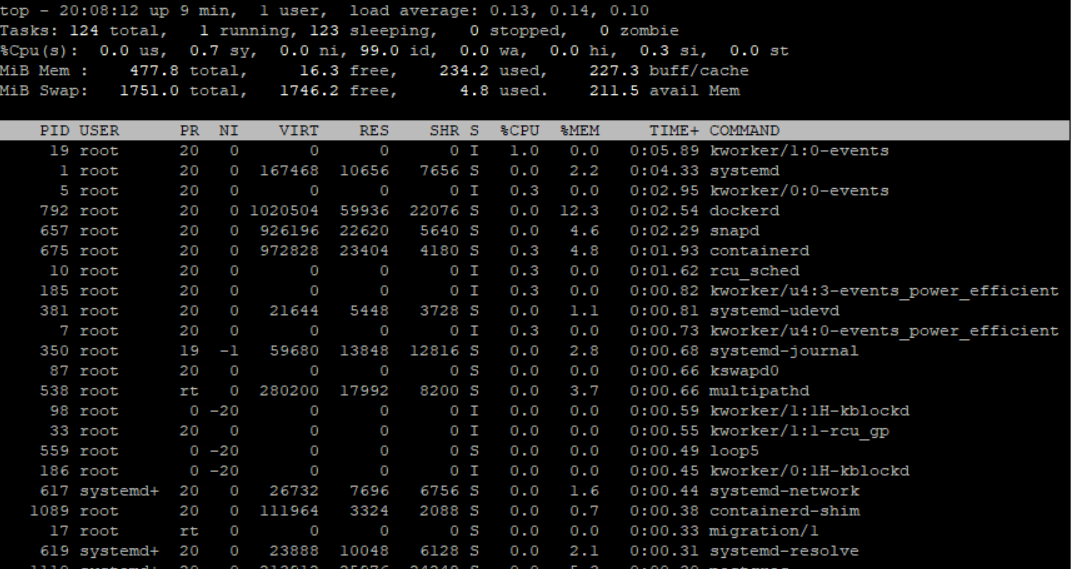 top - 20:08:12 up 9 min,  1 user,  load average: 0.13, 0.14, 0.10
Tasks: 124 total,   1 running, 123 sleeping,   0 stopped,   0 zombie
%Cpu(s):  0.0 us,  0.7 sy,  0.0 ni, 99.0 id,  0.0 wa,  0.0 hi,  0.3 si,  0.0 st
MiB Mem :    477.8 total,     16.3 free,    234.2 used,    227.3 buff/cache
MiB Swap:   1751.0 total,   1746.2 free,      4.8 used.    211.5 avail Mem
PID USER      PR  NI    VIRT    RES    SHR S  %CPU  %MEM     TIME+ COMMAND
19 root      20   0       0      0      0 I   1.0   0.0   0:05.89 kworker/1:0-events
1 root      20   0  167468  10656   7656 S   0.0   2.2   0:04.33 systemd
5 root      20   0       0      0      0 I   0.3   0.0   0:02.95 kworker/0:0-events
792 root      20   0 1020504  59936  22076 S   0.0  12.3   0:02.54 dockerd
657 root      20   0  926196  22620   5640 S   0.0   4.6   0:02.29 snapd
675 root      20   0  972828  23404   4180 S   0.3   4.8   0:01.93 containerd
10 root      20   0       0      0      0 I   0.3   0.0   0:01.62 rcu_sched
185 root      20   0       0      0      0 I   0.3   0.0   0:00.82 kworker/u4:3-events_power_efficient
381 root      20   0   21644   5448   3728 S   0.0   1.1   0:00.81 systemd-udevd
7 root      20   0       0      0      0 I   0.3   0.0   0:00.73 kworker/u4:0-events_power_efficient
350 root      19  -1   59680  13848  12816 S   0.0   2.8   0:00.68 systemd-journal
87 root      20   0       0      0      0 S   0.0   0.0   0:00.66 kswapd0
538 root      rt   0  280200  17992   8200 S   0.0   3.7   0:00.66 multipathd
98 root       0 -20       0      0      0 I   0.0   0.0   0:00.59 kworker/1:1H-kblockd
33 root      20   0       0      0      0 I   0.0   0.0   0:00.55 kworker/1:1-rcu_gp
559 root       0 -20       0      0      0 S   0.0   0.0   0:00.49 loop5
186 root       0 -20       0      0      0 I   0.0   0.0   0:00.45 kworker/0:1H-kblockd
617 systemd+  20   0   26732   7696   6756 S   0.0   1.6   0:00.44 systemd-network
1089 root      20   0  111964   3324   2088 S   0.0   0.7   0:00.38 containerd-shim
17 root      rt   0       0      0      0 S   0.0   0.0   0:00.33 migration/1
619 systemd+  20   0   23888  10048   6128 S   0.0   2.1   0:00.31 systemd-resolve